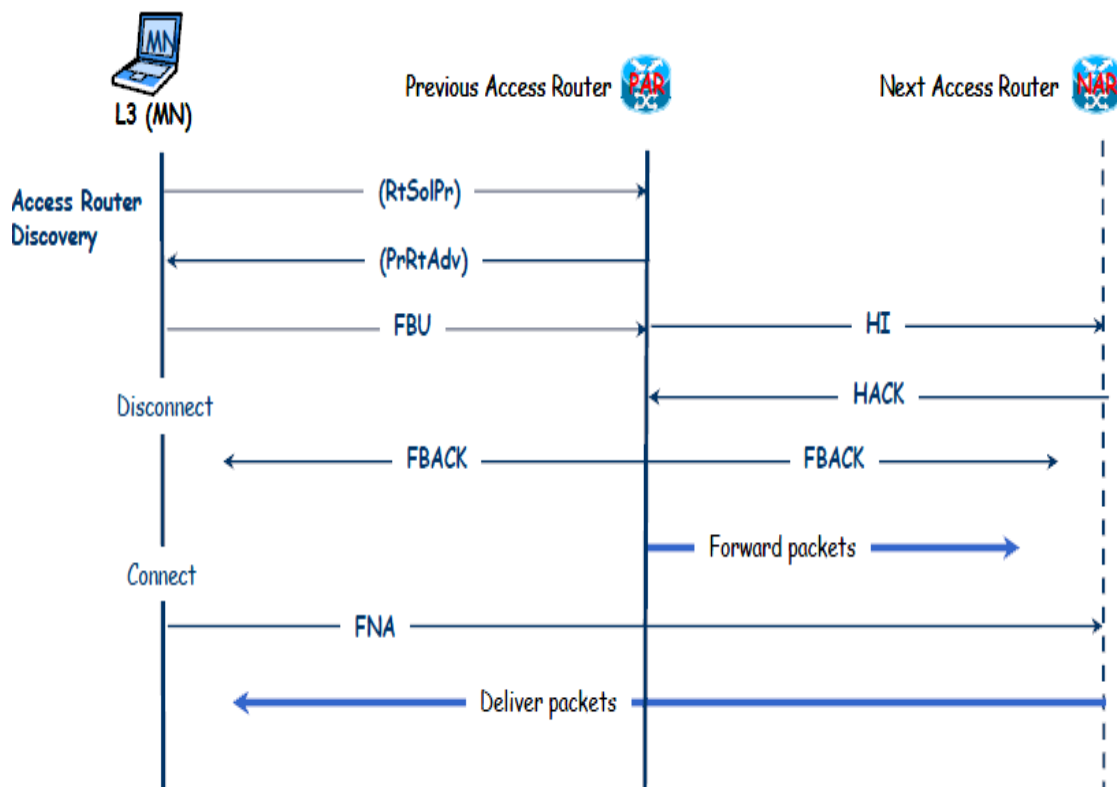 MN
L3 (MN)
Previous Access Router
PAR
Next Access Router
NAR
Access Router
Discovery
(RtSolPr)
(PrRtAdv)
FBU
HI
Disconnect
HACK
FBACK
FBACK
Forward packets
Connect
FNA
Deliver packets